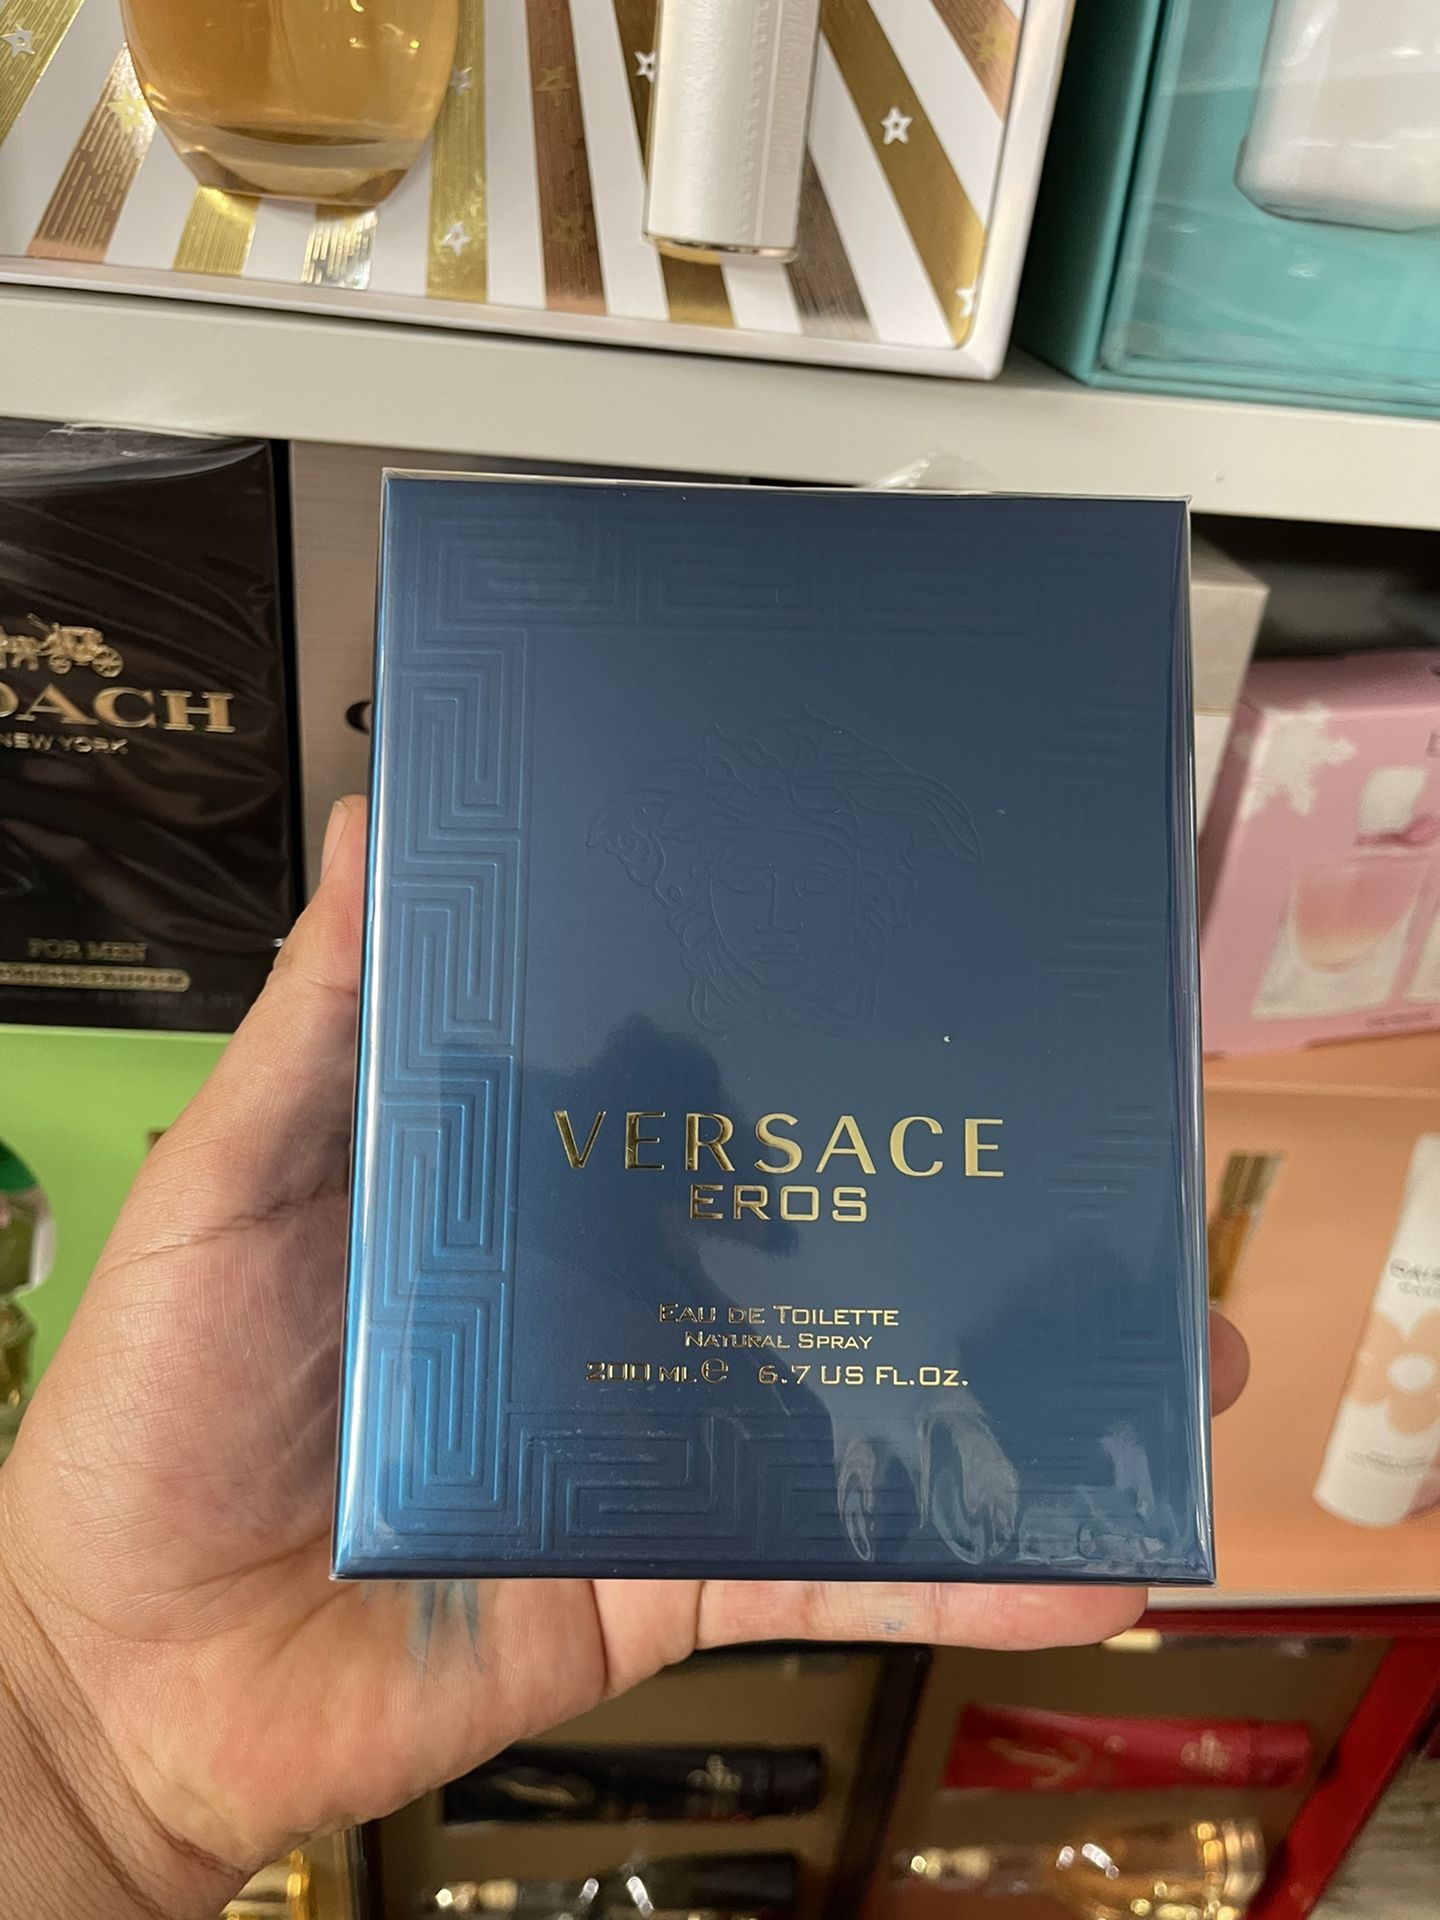 COACH
NEW YORK
FOR MEN
VERSACE
EROS
EAU DE TOILETTE
NATURAL SPRAY
200 ML e 6.7 US FL.OZ.